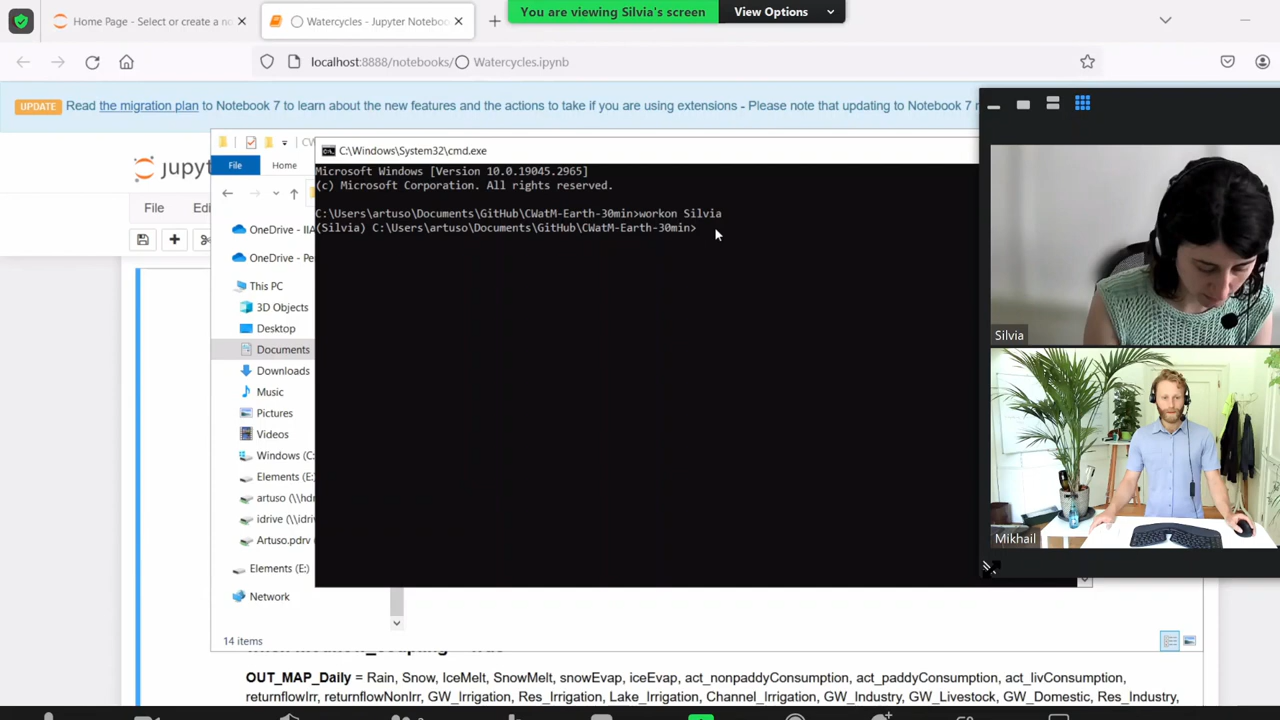 You are viewing Silvia's screen
View Options
Home Page - Select or create a n
Watercycles - Jupyter Notebo
localhost:8888/notebooks/
Watercycles.ipynb
UPDATE
Read the migration plan to Notebook 7 to learn about the new features and the actions to take if you are using extensions - Please note that updating to Notebook 7
File
File
Home
C:\Windows\System32\cmd.exe
Microsoft Windows [Version 10.0.19045.2965]
(c) Microsoft Corporation. All rights reserved.
C:\Users\artuso\Documents\GitHub\CWatM-Earth-30min>workon Silvia
(Silvia) C:\Users\artuso\Documents\GitHub\CWatM-Earth-30min>
OneDrive - IIA
OneDrive - Pe
This PC
3D Objects
Desktop
Documents
Downloads
Music
Pictures
Videos
Windows (C:
Elements (E:)
artuso (\\hd
idrive (\\idri
Artuso.pdrv (
Elements (E:)
Network
14 items
Silvia
Mikhail
OUT_MAP_Daily = Rain, Snow, IceMelt, SnowMelt, snowEvap, iceEvap, act_nonpaddyConsumption, act_paddyConsumption, act_livConsumption,
returnflowIrr, returnflowNonIrr, GW_Irrigation, Res_Irrigation, Lake_Irrigation, Channel_Irrigation, GW_Industry, GW_Livestock, GW_Domestic, Res_Industry,